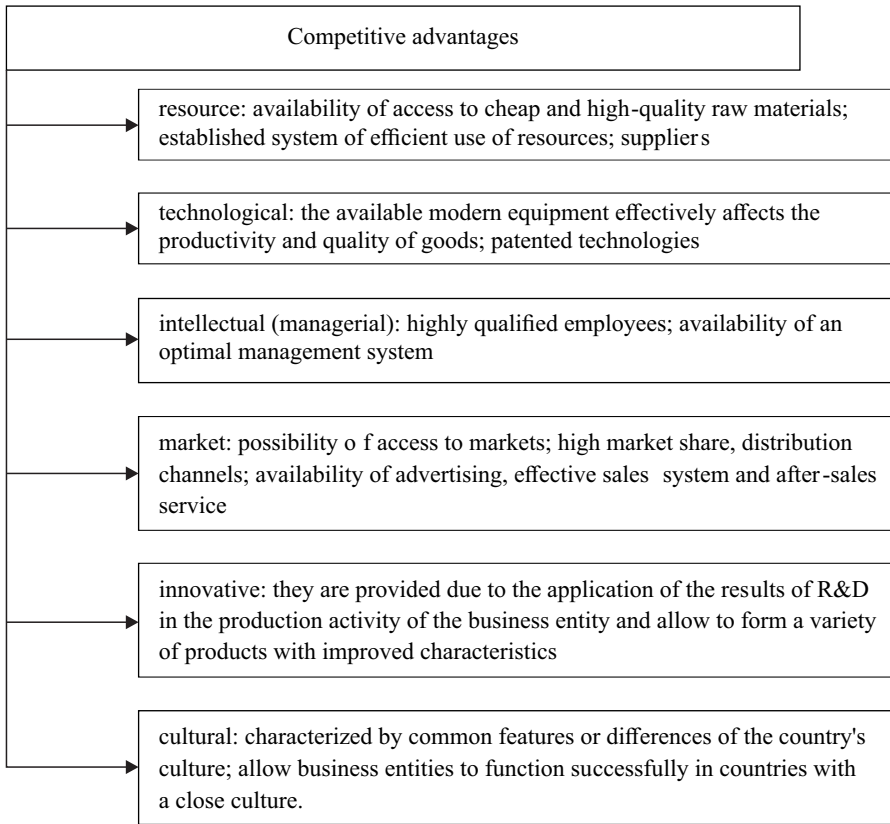 Competitive advantages
resource: availability of access to cheap and high-quality raw materials;
established system of efficient use of resources; suppliers
technological: the available modern equipment effectively affects the
productivity and quality of goods; patented technologies
intellectual (managerial): highly qualified employees; availability of an
optimal management system
market: possibility o f access to markets; high market share, distribution
channels; availability of advertising, effective sales system and after-sales
service
innovative: they are provided due to the application of the results of R&D
in the production activity of the business entity and allow to form a variety
of products with improved characteristics
cultural: characterized by common features or differences of the country's
culture; allow business entities to function successfully in countries with
a close culture.